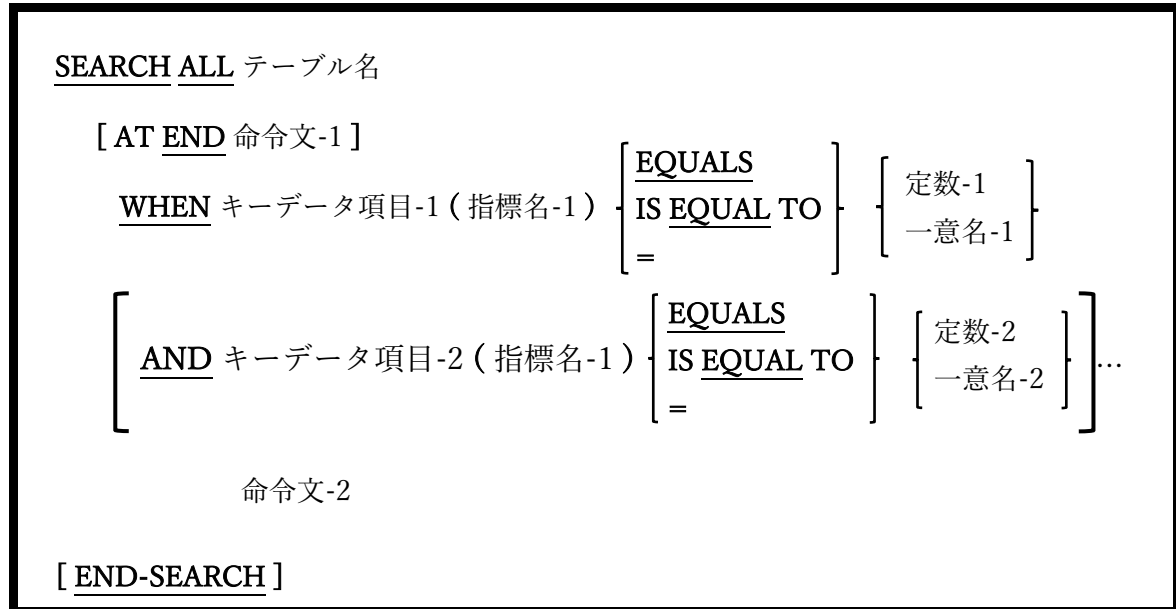 SEARCH ALL テーブル名
[ AT END 命令文-1 ]
WHEN キーデータ項目-1 ( 指標名-1 )
EQUALS
IS EQUAL TO
=
定数-1
一意名-1
AND キーデータ項目-2 ( 指標名-1 )
EQUALS
IS EQUAL TO
=
定数-2
一意名-2
...
命令文-2
[ END-SEARCH ]